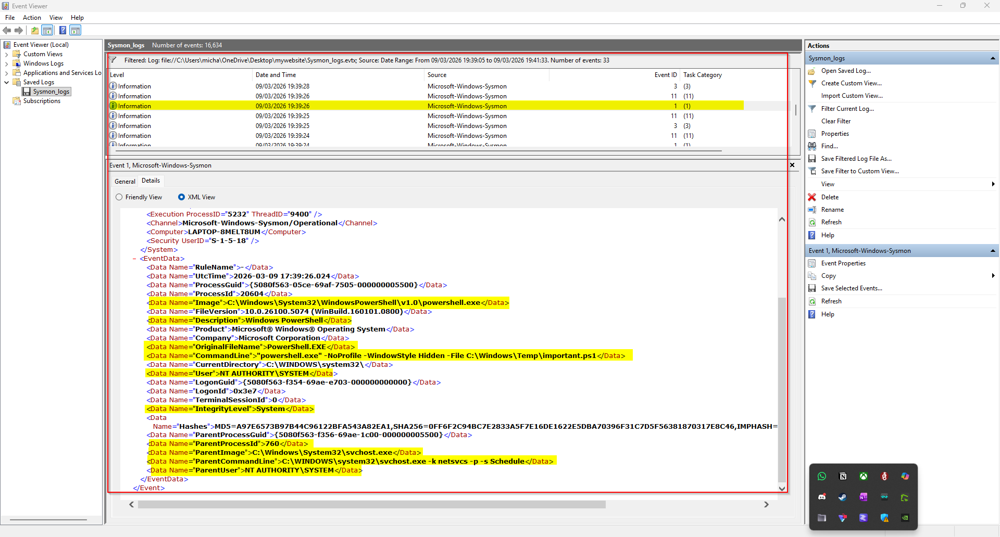 Event Viewer
File Action View Help
Event Viewer (Local)
Custom Views
Windows Logs
Applications and Services Lo
Saved Logs
Sysmon_logs
Subscriptions
Sysmon_logs Number of events: 16,634
Filtered: Log: file://C:\Users\micha\OneDrive\Desktop\mywebsite\Sysmon_logs.evtx; Source: Date Range: From 09/03/2026 19:39:05 to 09/03/2026 19:41:33. Number of events: 33
Level Date and Time Source Event ID Task Category
Information 09/03/2026 19:39:28 Microsoft-Windows-Sysmon 3 (3)
Information 09/03/2026 19:39:26 Microsoft-Windows-Sysmon 11 (11)
Information 09/03/2026 19:39:26 Microsoft-Windows-Sysmon 1 (1)
Information 09/03/2026 19:39:25 Microsoft-Windows-Sysmon 11 (11)
Information 09/03/2026 19:39:25 Microsoft-Windows-Sysmon 3 (3)
Information 09/03/2026 19:39:24 Microsoft-Windows-Sysmon 11 (11)
Information 09/03/2026 19:39:24 Microsoft-Windows-Sysmon 1 (1)
Event 1, Microsoft-Windows-Sysmon
General Details
Friendly View XML View
<Execution ProcessID="5232" ThreadID="9400" />
<Channel>Microsoft-Windows-Sysmon/Operational</Channel>
<Computer>LAPTOP-8MELT8UM</Computer>
<Security UserID="S-1-5-18" />
</System>
- <EventData>
<Data Name="RuleName">-</Data>
<Data Name="UtcTime">2026-03-09 17:39:26.024</Data>
<Data Name="ProcessGuid">{5080f563-05ce-69af-7505-000000005500}</Data>
<Data Name="ProcessId">20604</Data>
<Data Name="Image">C:\Windows\System32\WindowsPowerShell\v1.0\powershell.exe</Data>
<Data Name="FileVersion">10.0.26100.5074 (WinBuild.160101.0800)</Data>
<Data Name="Description">Windows PowerShell</Data>
<Data Name="Product">Microsoft® Windows® Operating System</Data>
<Data Name="Company">Microsoft Corporation</Data>
<Data Name="OriginalFileName">PowerShell.EXE</Data>
<Data Name="CommandLine">"powershell.exe" -NoProfile -WindowStyle Hidden -File C:\Windows\Temp\important.ps1</Data>
<Data Name="CurrentDirectory">C:\WINDOWS\system32\</Data>
<Data Name="User">NT AUTHORITY\SYSTEM</Data>
<Data Name="LogonGuid">{5080f563-f354-69ae-e703-000000000000}</Data>
<Data Name="LogonId">0x3e7</Data>
<Data Name="TerminalSessionId">0</Data>
<Data Name="IntegrityLevel">System</Data>
<Data
Name="Hashes">MD5=A97E6573B97B44C96122BFA543A82EA1,SHA256=0FF6F2C94BC7E2833A5F7E16DE1622E5DBA70396F31C7D5F56381870317E8C46,IMPHASH=
<Data Name="ParentProcessGuid">{5080f563-f356-69ae-1c00-000000005500}</Data>
<Data Name="ParentProcessId">760</Data>
<Data Name="ParentImage">C:\Windows\System32\svchost.exe</Data>
<Data Name="ParentCommandLine">C:\WINDOWS\system32\svchost.exe -k netsvcs -p -s Schedule</Data>
<Data Name="ParentUser">NT AUTHORITY\SYSTEM</Data>
</EventData>
</Event>
Actions
Sysmon_logs
Open Saved Log...
Create Custom View...
Import Custom View...
Filter Current Log...
Clear Filter
Properties
Find...
Save Filtered Log File As...
Save Filter to Custom View...
View
Delete
Rename
Refresh
Help
Event 1, Microsoft-Windows-Sysmon
Event Properties
Copy
Save Selected Events...
Refresh
Help